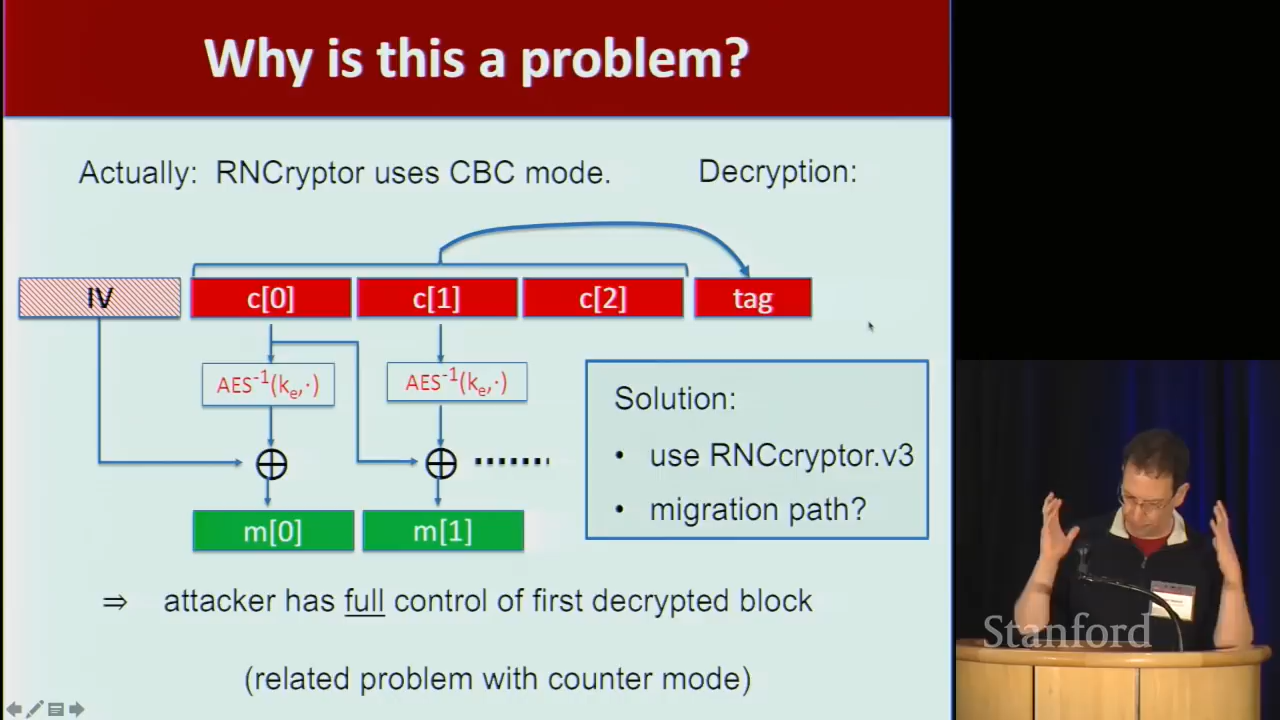 Why is this a problem?
Actually: RNCryptor uses CBC mode. Decryption:
IV c[0] c[1] c[2] tag
AES⁻¹(kₑ,·) AES⁻¹(kₑ,·)
Solution:
• use RNCcryptor.v3
• migration path?
m[0] m[1]
⇒ attacker has full control of first decrypted block
(related problem with counter mode)
Stanford